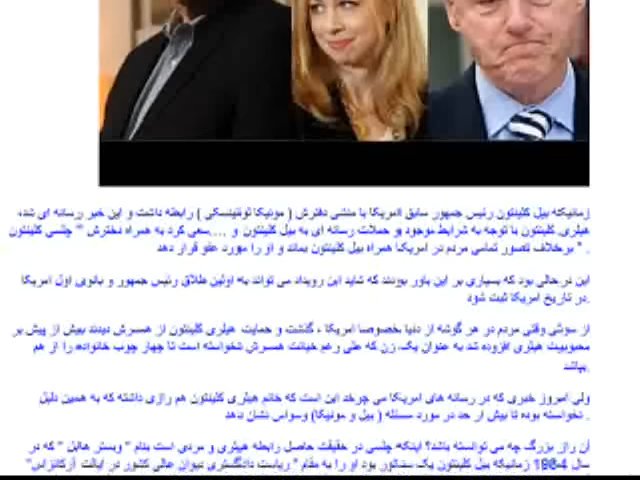 زمانیکه بیل کلینتون رئیس جمهور سابق امریکا با منشی دفترش ( مونیکا لوئینسکی ) رابطه داشت و این خبر رسانه ای شد،
هیلری کلینتون با توجه به شرایط موجود و حملات رسانه ای به بیل کلینتون و ....سعی کرد به همراه دخترش "" چلسی کلینتون
" برخلاف تصور تمامی مردم در امریکا همراه بیل کلینتون بماند و او را مورد عفو قرار دهد .
این درحالی بود که بسیاری بر این باور بودند که شاید این رویداد می تواند به اولین طلاق رئیس جمهور و بانوی اول امریکا
در تاریخ امریکا ثبت شود.
از سوئی وقتی مردم در هر گوشه از دنیا بخصوصا امریکا ، گذشت و حمایت هیلری کلینتون از همسرش دیدند بیش از پیش بر
محبوبیت هیلری افزوده شد به عنوان یک زن که علی رغم خیانت همسرش نخواسته است تا چهار چوب خانواده را از هم
بپاشد.
ولی امروز خبری که در رسانه های امریکا می چرخد این است که خانم هیلری کلینتون هم رازی داشته که به همین دلیل
نخواسته بوده تا بیش ار حد در مورد مسئله ( بیل و مونیکا) وسواس نشان دهد .
آن راز بزرگ چه می توانسته باشد؟ اینکه چلسی در حقیقت حاصل رابطه هیلری و مردی است بنام " وبستر هابل " که در
سال 1984 زمانیکه بیل کلینتون یک سناتور بود او را به مقام " ریاست دادگستری دیوان عالی کشور در ایالت آرکانزاس"